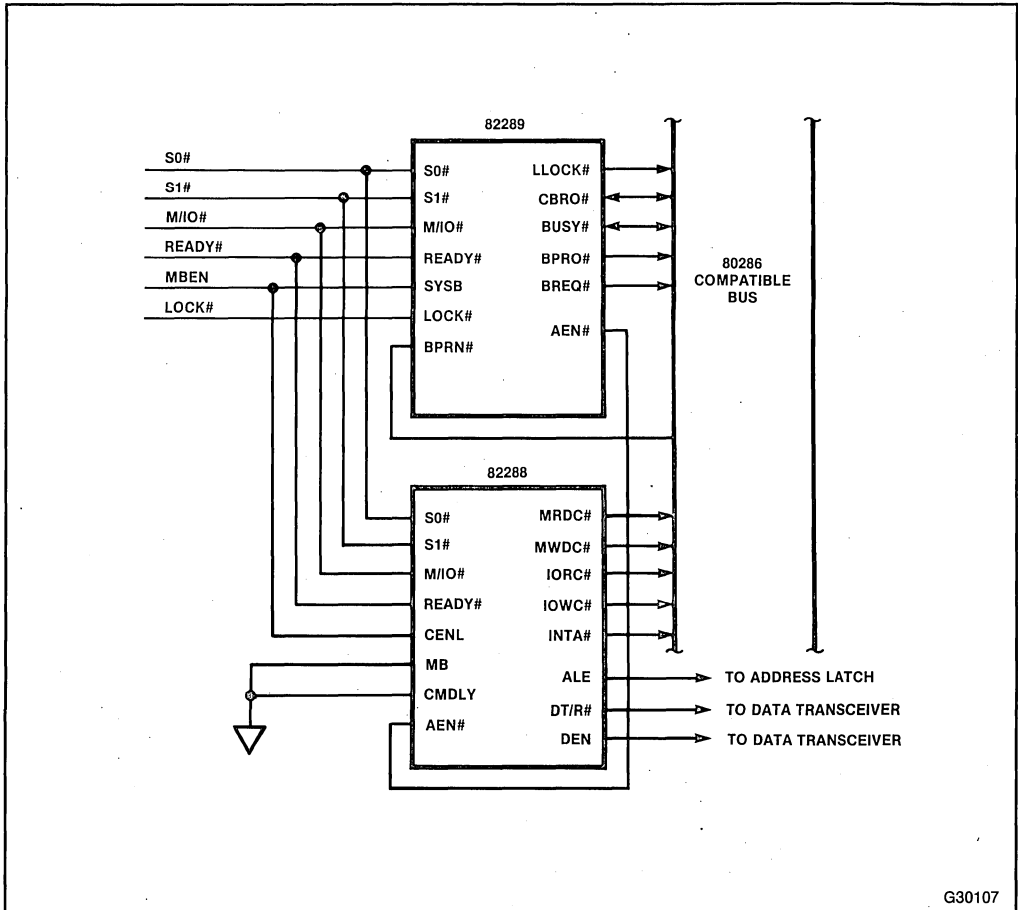 82289
S0#
S1#
M/IO#
READY#
MBEN
LOCK#
S0#
S1#
M/IO#
READY#
SYSB
LOCK#
BPRN#
LLOCK#
CBRO#
BUSY#
BPRO#
BREQ#
AEN#
80286
COMPATIBLE
BUS
82288
S0#
S1#
M/IO#
READY#
CENL
MB
CMDLY
AEN#
MRDC#
MWDC#
IORC#
IOWC#
INTA#
ALE
DT/R#
DEN
TO ADDRESS LATCH
TO DATA TRANSCEIVER
TO DATA TRANSCEIVER
G30107